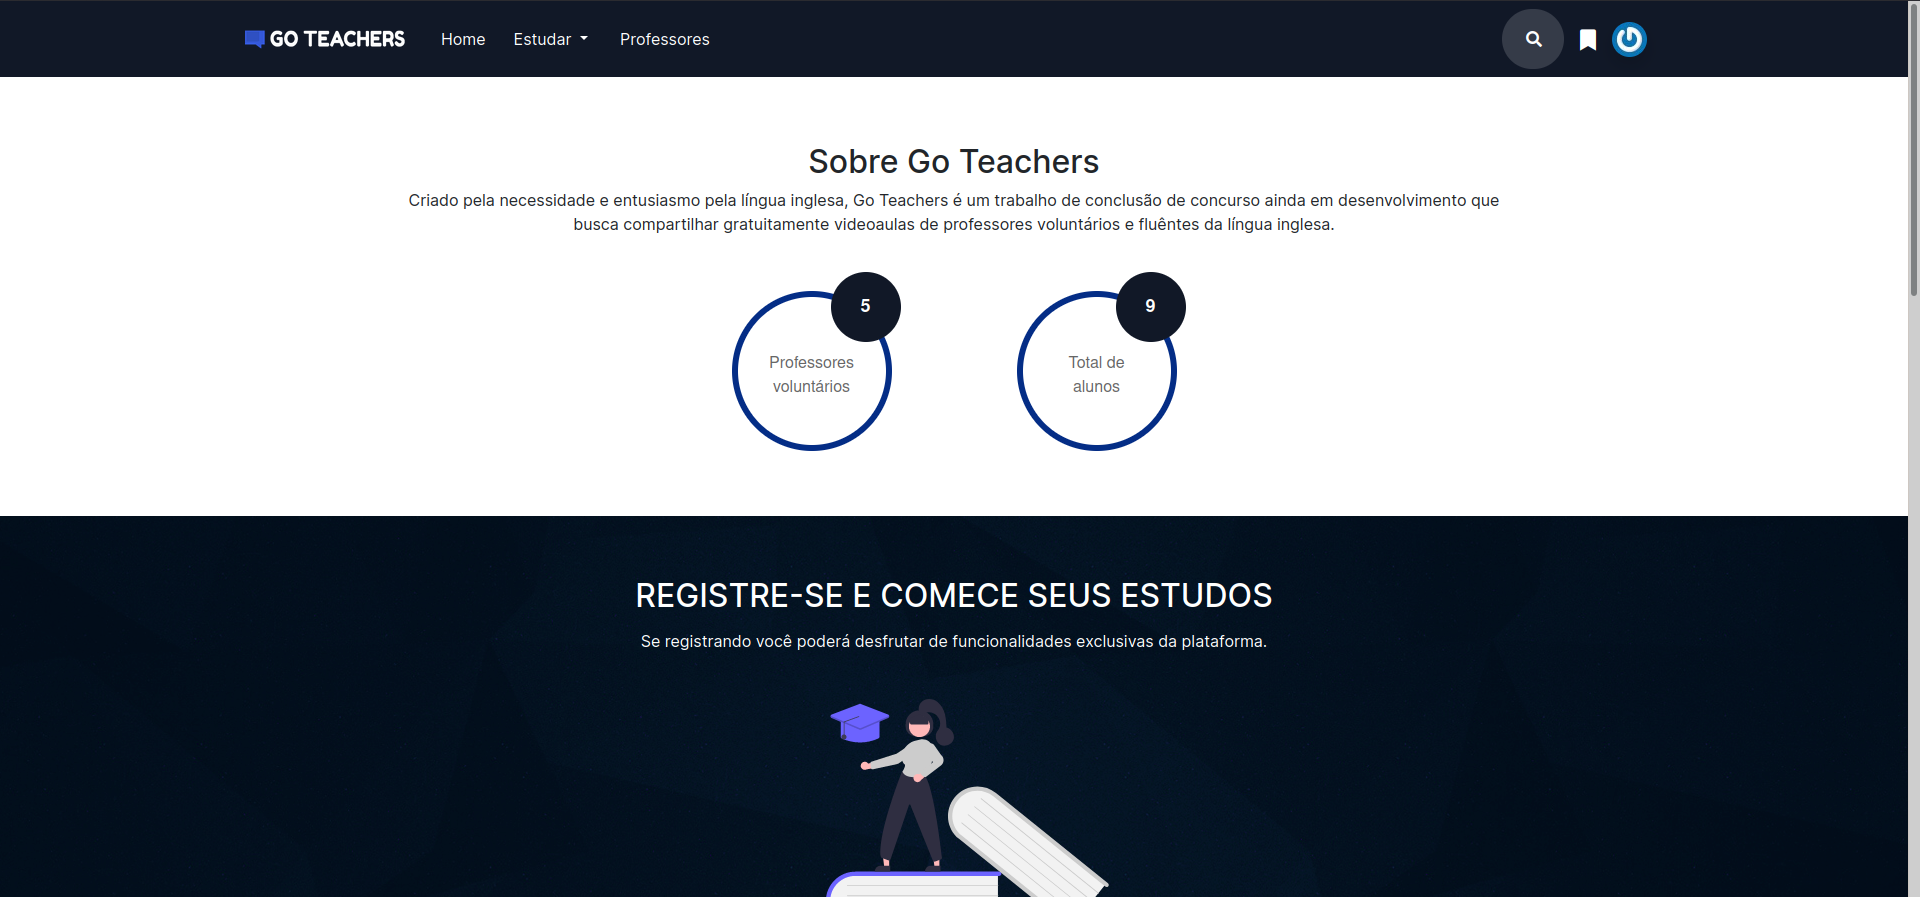 GO TEACHERS
Home
Estudar
Professores
Sobre Go Teachers
Criado pela necessidade e entusiasmo pela língua inglesa, Go Teachers é um trabalho de conclusão de concurso ainda em desenvolvimento que
busca compartilhar gratuitamente videoaulas de professores voluntários e fluêntes da língua inglesa.
5
Professores
voluntários
9
Total de
alunos
REGISTRE-SE E COMECE SEUS ESTUDOS
Se registrando você poderá desfrutar de funcionalidades exclusivas da plataforma.